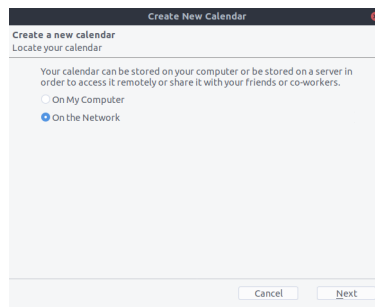 Create New Calendar
Create a new calendar
Locate your calendar
Your calendar can be stored on your computer or be stored on a server in
order to access it remotely or share it with your friends or co-workers.
On My Computer
On the Network
Cancel
Next